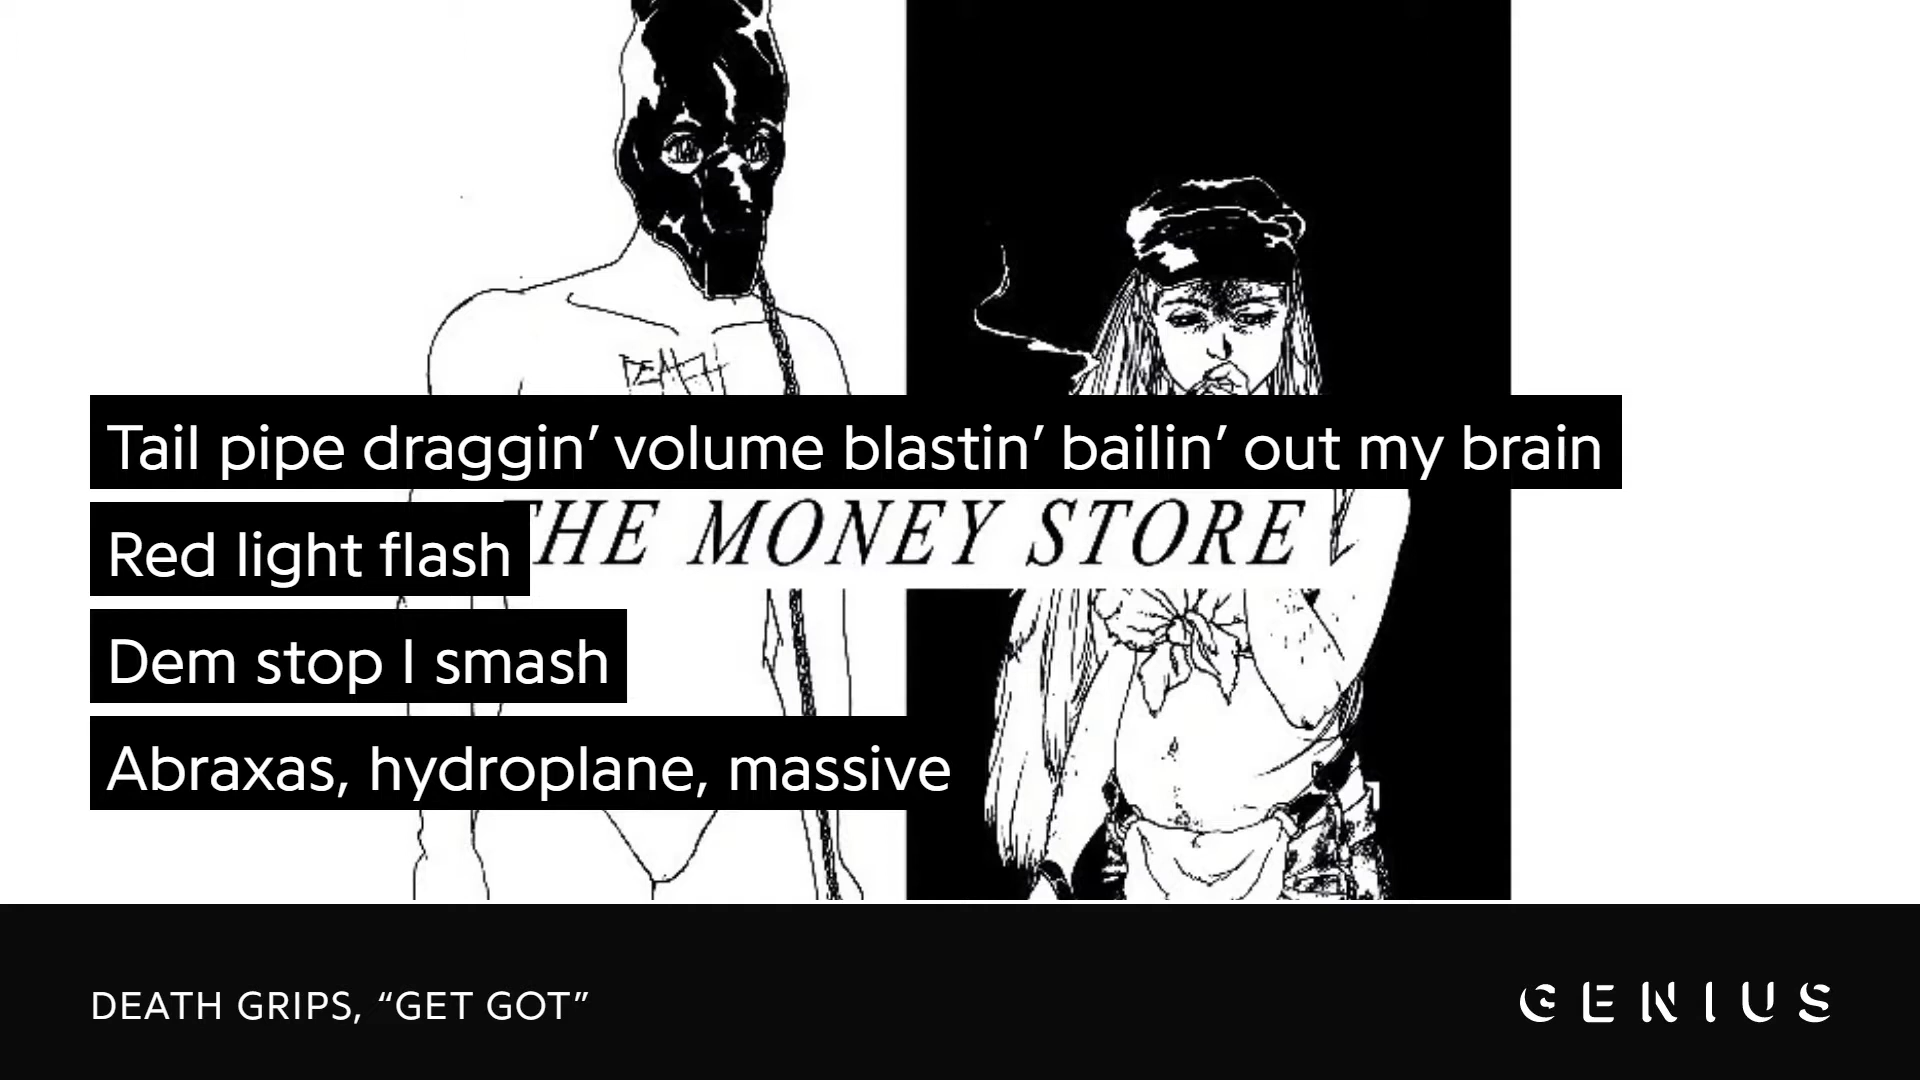 DEATH
Tail pipe draggin’ volume blastin’ bailin’ out my brain
THE MONEY STORE
Red light flash
Dem stop I smash
Abraxas, hydroplane, massive
DEATH GRIPS, “GET GOT”
GENIUS